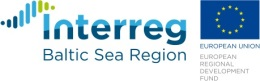 Interreg
Baltic Sea Region
EUROPEAN UNION
EUROPEAN
REGIONAL
DEVELOPMENT
FUND